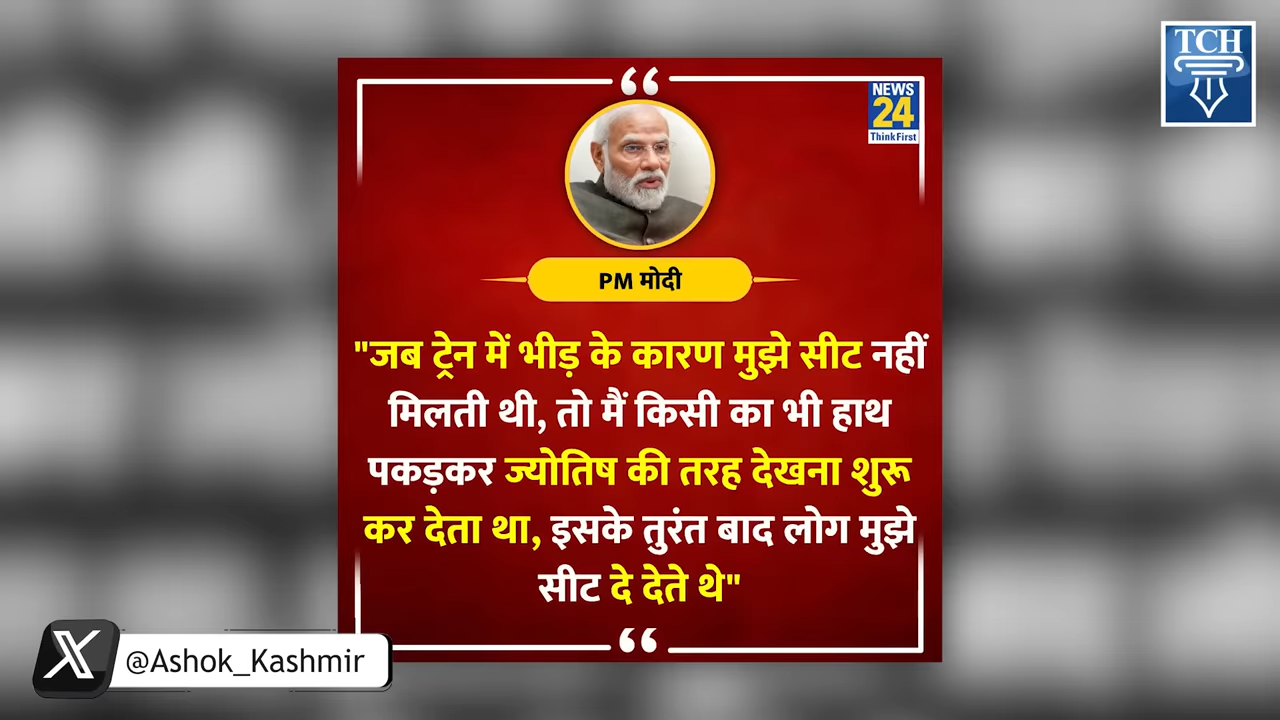 TCH
NEWS
24
Think First
PM मोदी
"जब ट्रेन में भीड़ के कारण मुझे सीट नहीं
मिलती थी, तो मैं किसी का भी हाथ
पकड़कर ज्योतिष की तरह देखना शुरू
कर देता था, इसके तुरंत बाद लोग मुझे
सीट दे देते थे"
@Ashok_Kashmir